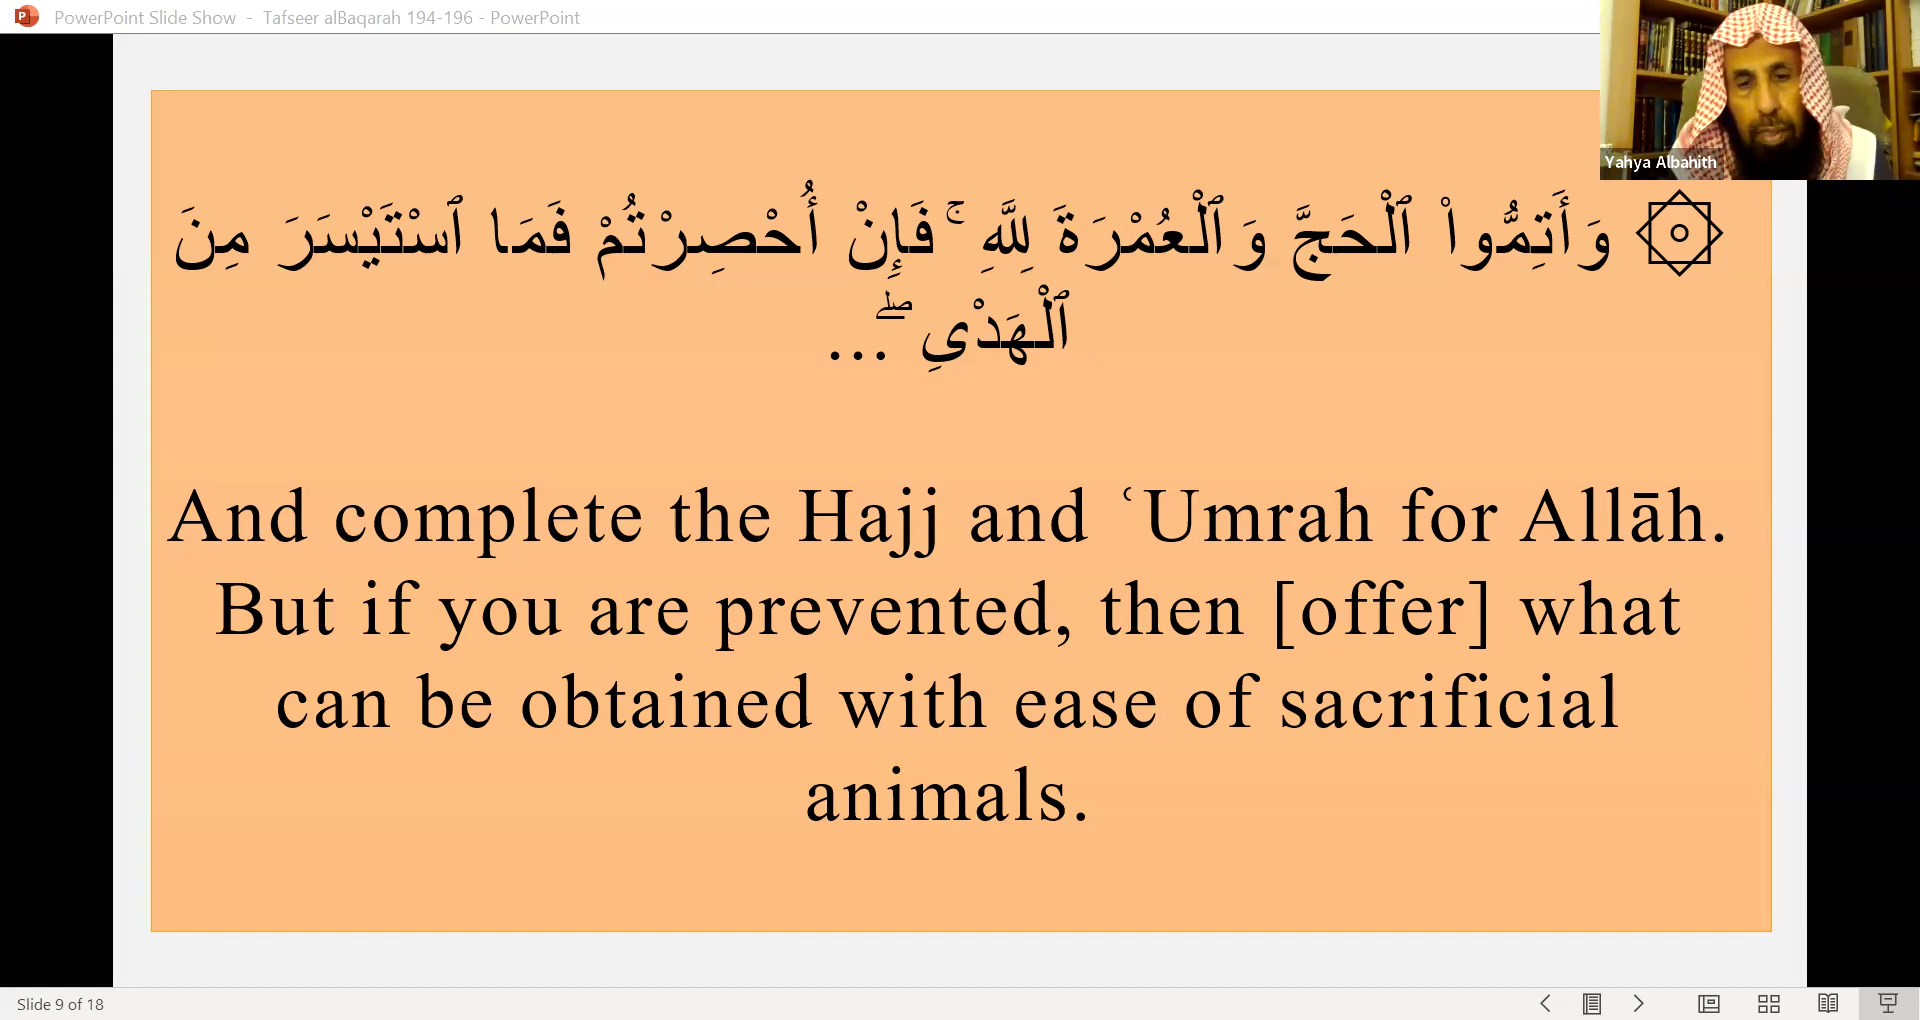 PowerPoint Slide Show - Tafseer alBaqarah 194-196 - PowerPoint
Yahya Albahith
۞ وَأَتِمُّوا۟ ٱلْحَجَّ وَٱلْعُمْرَةَ لِلَّهِ ۚ فَإِنْ أُحْصِرْتُمْ فَمَا ٱسْتَيْسَرَ مِنَ
ٱلْهَدْىِ ۖ ...
And complete the Hajj and ʿUmrah for Allāh.
But if you are prevented, then [offer] what
can be obtained with ease of sacrificial
animals.
Slide 9 of 18